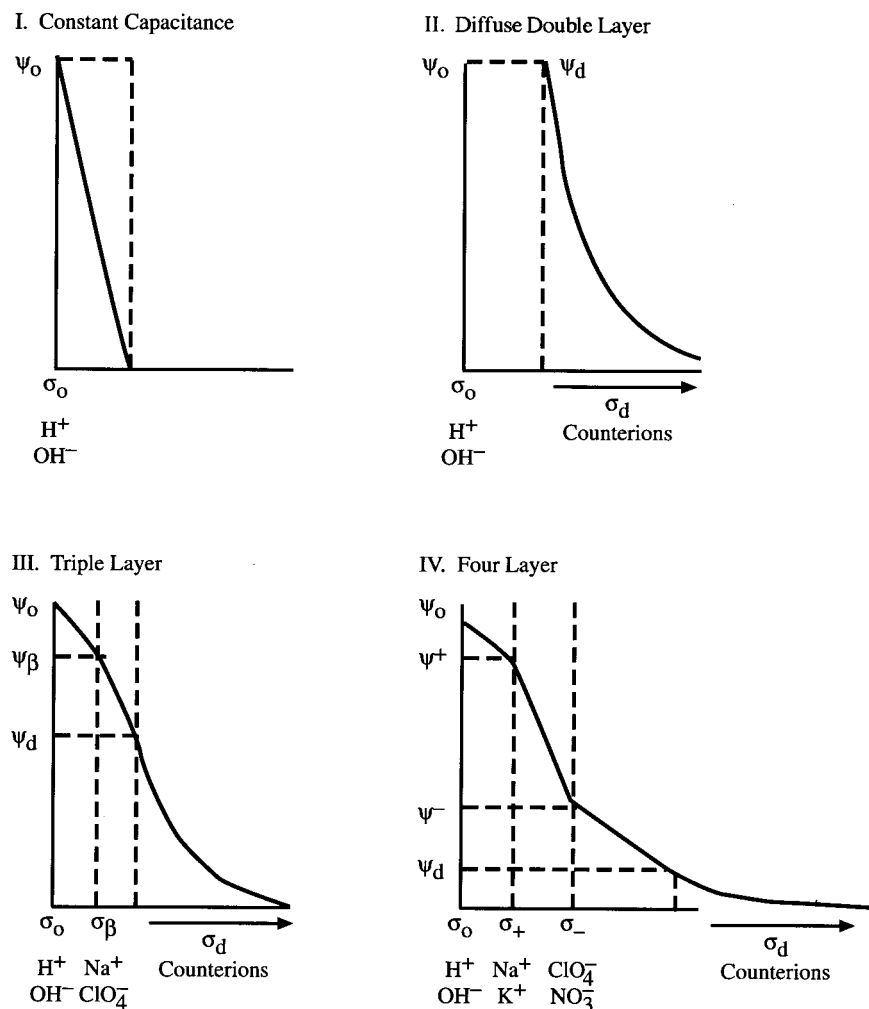 I. Constant Capacitance
ψo
σo
H+
OH−
II. Diffuse Double Layer
ψo
ψd
σo
σd
H+
OH−
Counterions
III. Triple Layer
ψo
ψβ
ψd
σo σβ
σd
H+ Na+
OH− ClO4−
Counterions
IV. Four Layer
ψo
ψ+
ψ−
ψd
σo σ+ σ−
σd
H+ Na+ ClO4−
OH− K+ NO3−
Counterions